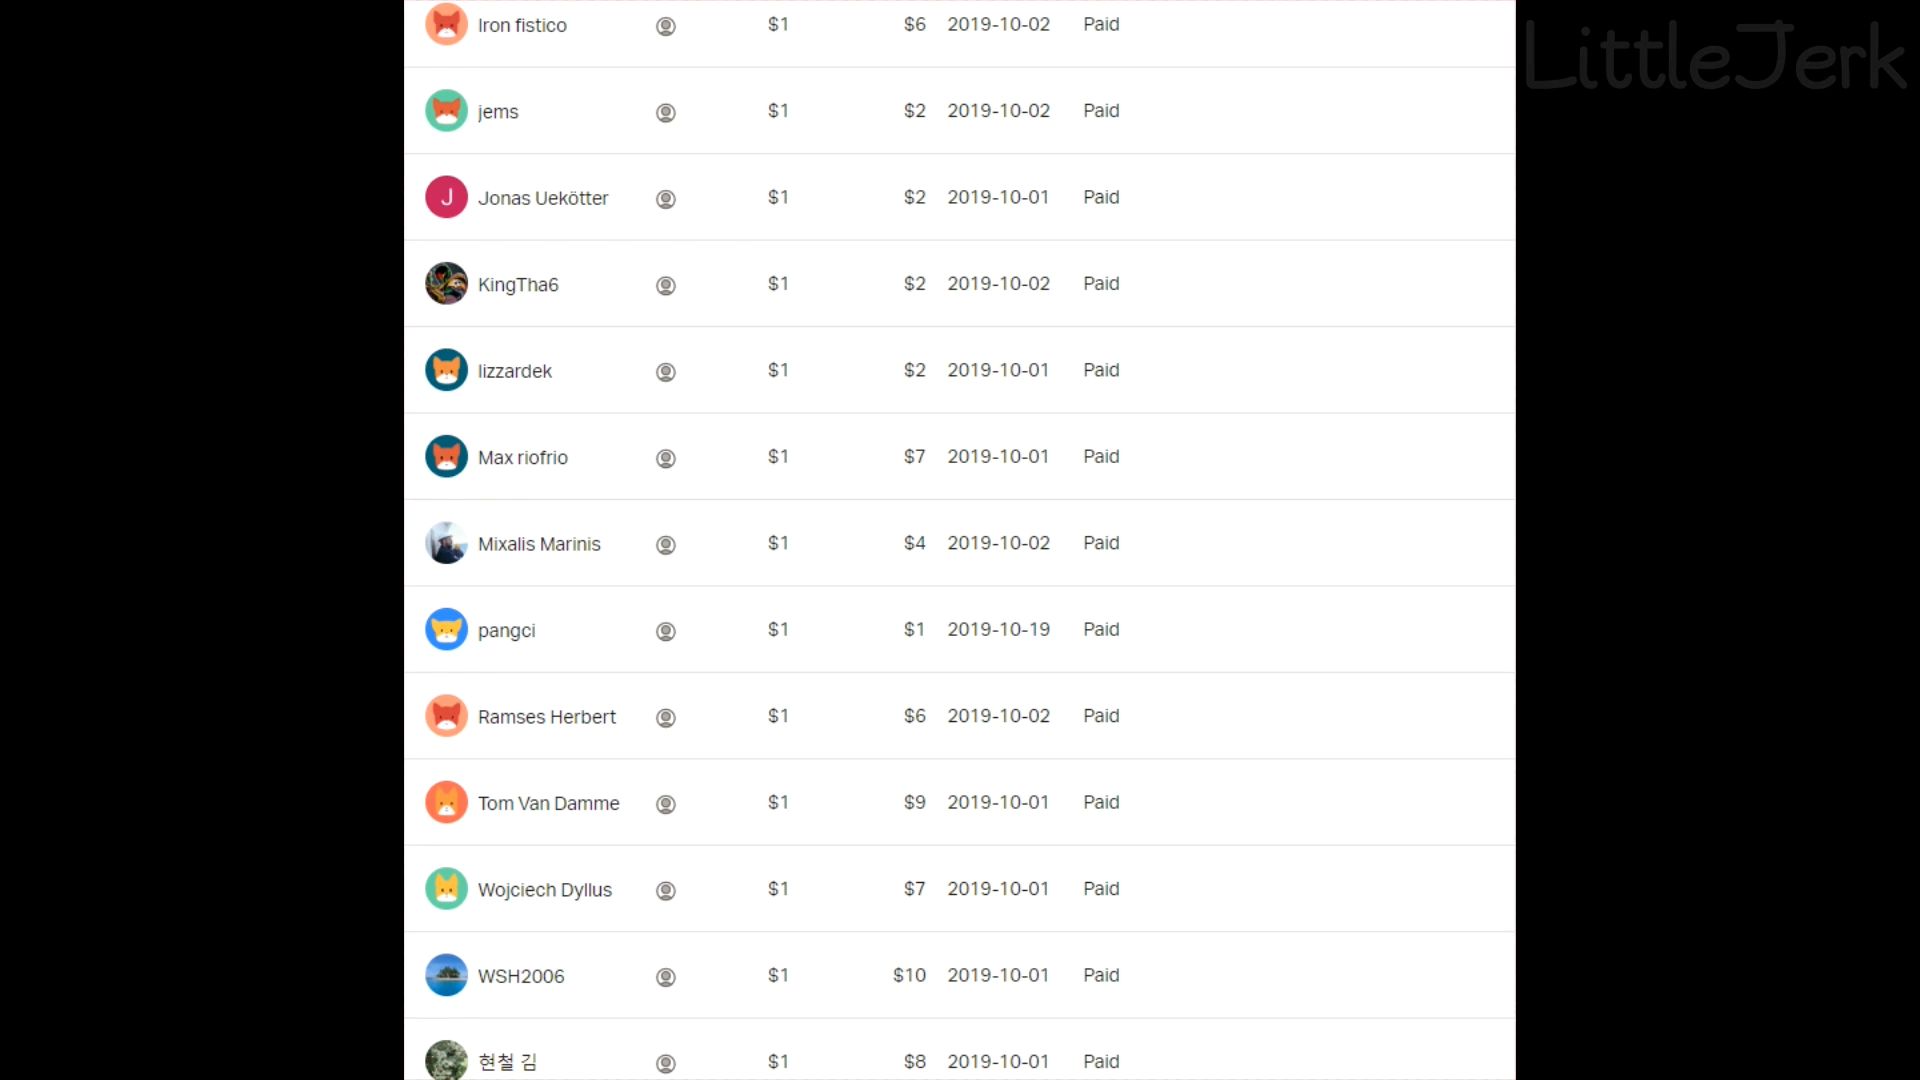 Iron fistico $1 $6 2019-10-02 Paid
LittleJerk
jems $1 $2 2019-10-02 Paid
J Jonas Uekötter $1 $2 2019-10-01 Paid
KingTha6 $1 $2 2019-10-02 Paid
lizzardek $1 $2 2019-10-01 Paid
Max riofrio $1 $7 2019-10-01 Paid
Mixalis Marinis $1 $4 2019-10-02 Paid
pangci $1 $1 2019-10-19 Paid
Ramses Herbert $1 $6 2019-10-02 Paid
Tom Van Damme $1 $9 2019-10-01 Paid
Wojciech Dyllus $1 $7 2019-10-01 Paid
WSH2006 $1 $10 2019-10-01 Paid
현철 김 $1 $8 2019-10-01 Paid